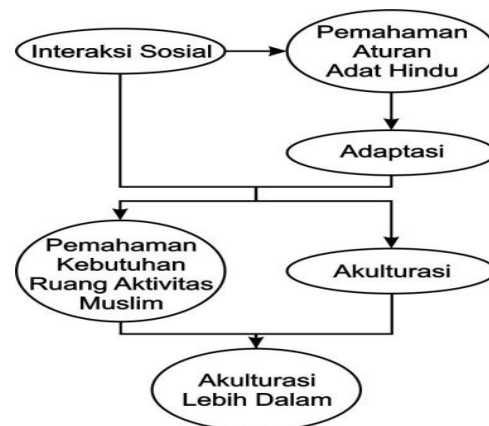 Interaksi Sosial
Pemahaman
Aturan
Adat Hindu
Adaptasi
Pemahaman
Kebutuhan
Ruang Aktivitas
Muslim
Akulturasi
Akulturasi
Lebih Dalam